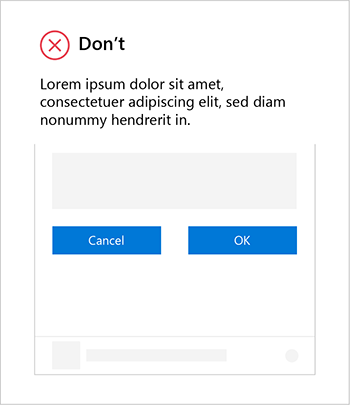 Don’t
Lorem ipsum dolor sit amet,
consectetuer adipiscing elit, sed diam
nonummy hendrerit in.
Cancel
OK